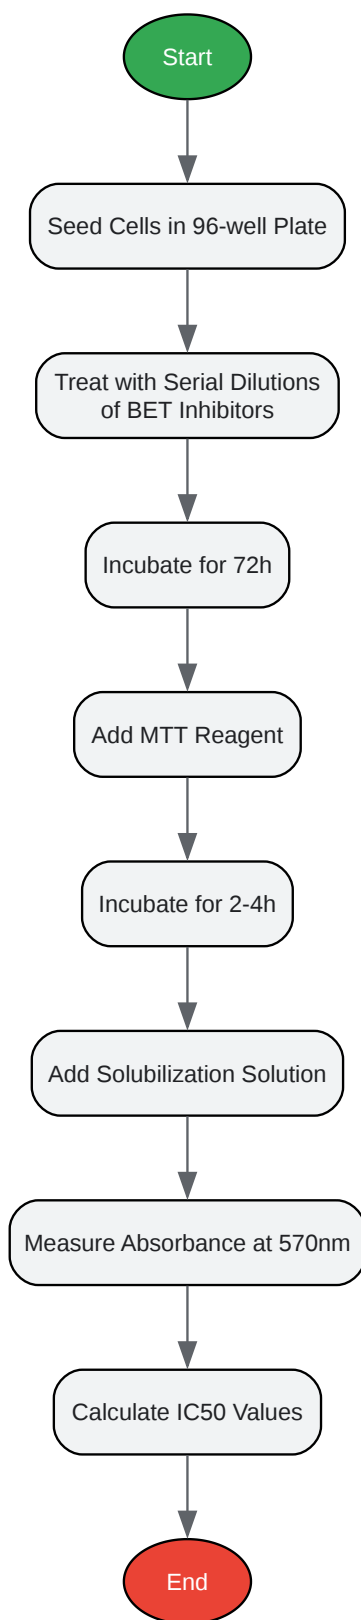 Start
Seed Cells in 96-well Plate
Treat with Serial Dilutions
of BET Inhibitors
Incubate for 72h
Add MTT Reagent
Incubate for 2-4h
Add Solubilization Solution
Measure Absorbance at 570nm
Calculate IC50 Values
End